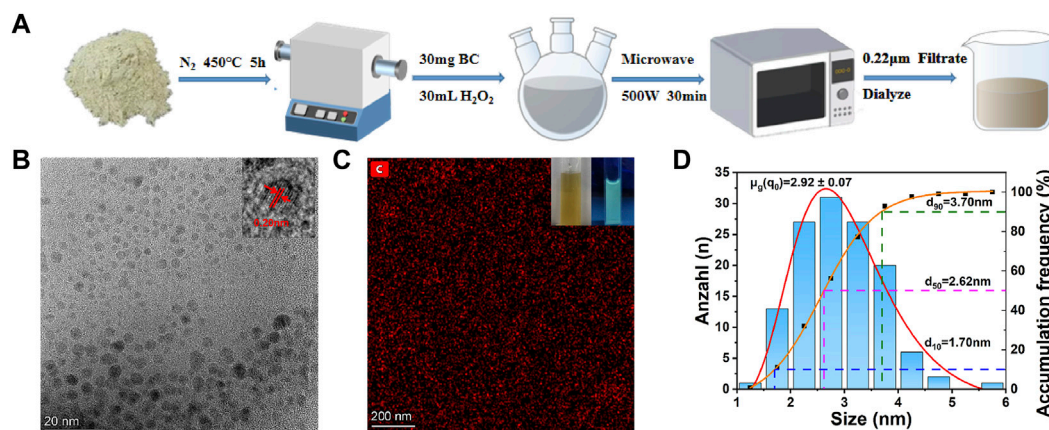 A
N₂ 450℃ 5h
30mg BC
30mL H₂O₂
Microwave
500W 30min
0.22μm Filtrate
Dialyze
B
20 nm
C
C
200 nm
D
μg(q₀)=2.92 ± 0.07
d₉₀=3.70nm
d₅₀=2.62nm
d₁₀=1.70nm
Anzahl (n)
35
30
25
20
15
10
5
0
Accumulation frequency (%)
100
80
60
40
20
0
1 2 3 4 5 6
Size (nm)